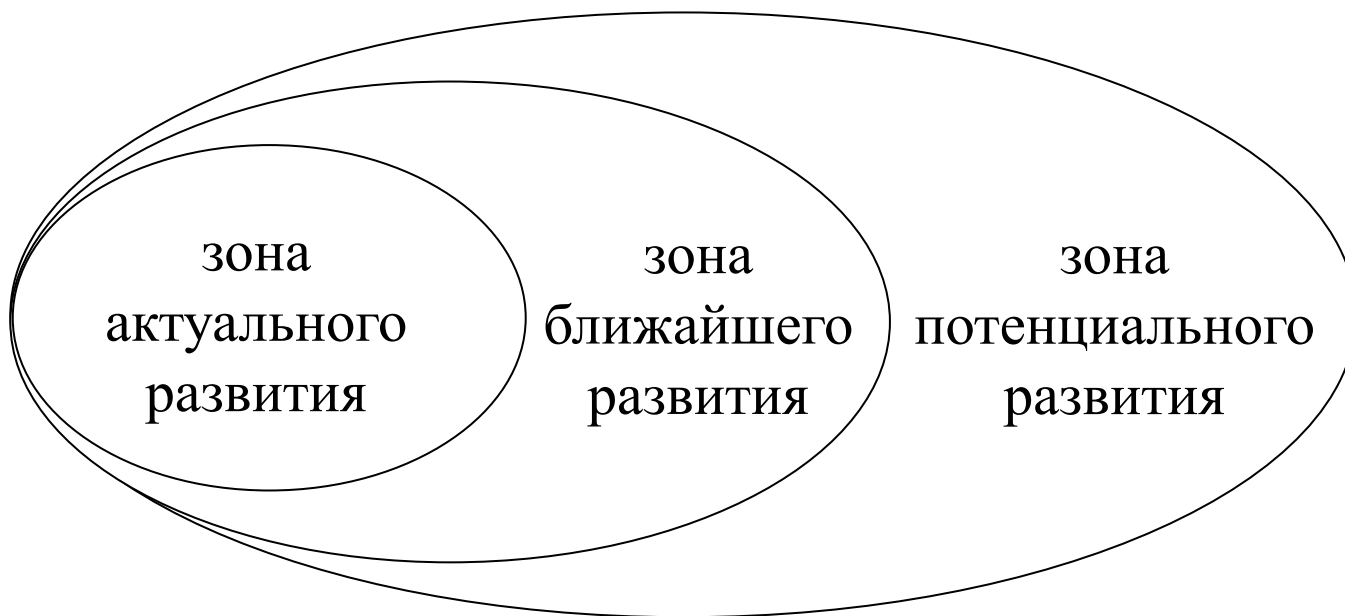 зона
актуального
развития
зона
ближайшего
развития
зона
потенциального
развития